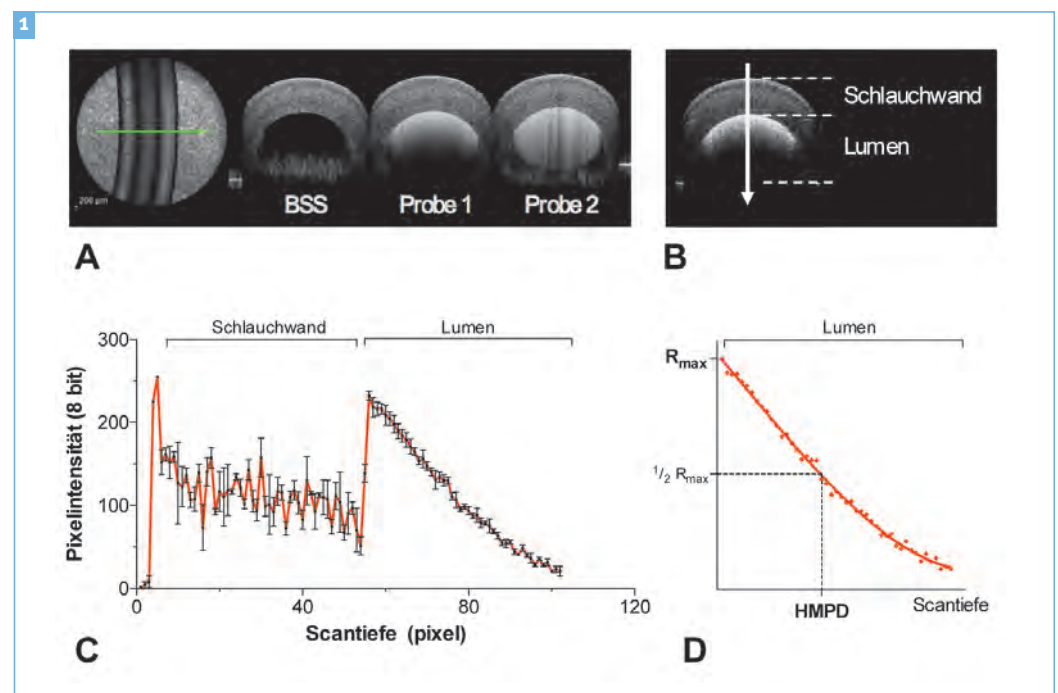 1
200 µm
BSS
Probe 1
Probe 2
A
Schlauchwand
Lumen
B
Schlauchwand
Lumen
300
200
100
0
0
40
80
120
Pixelintensität (8 bit)
Scantiefe (pixel)
C
Lumen
Rmax
1/2 Rmax
HMPD
Scantiefe
D